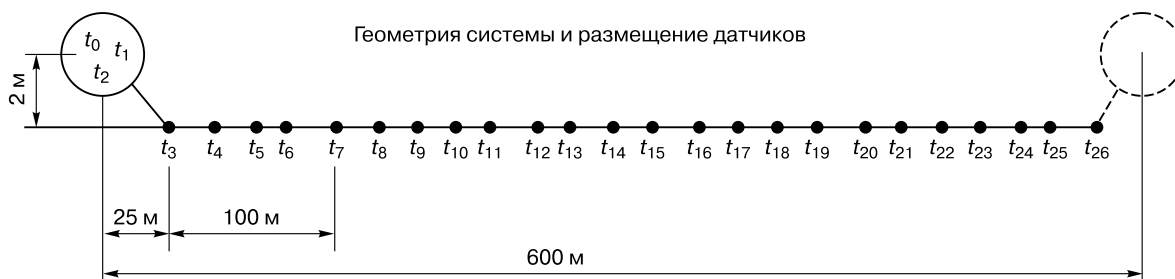 Геометрия системы и размещение датчиков
t0 t1
t2
2 м
t3 t4 t5 t6 t7 t8 t9 t10 t11 t12 t13 t14 t15 t16 t17 t18 t19 t20 t21 t22 t23 t24 t25 t26
25 м 100 м
600 м